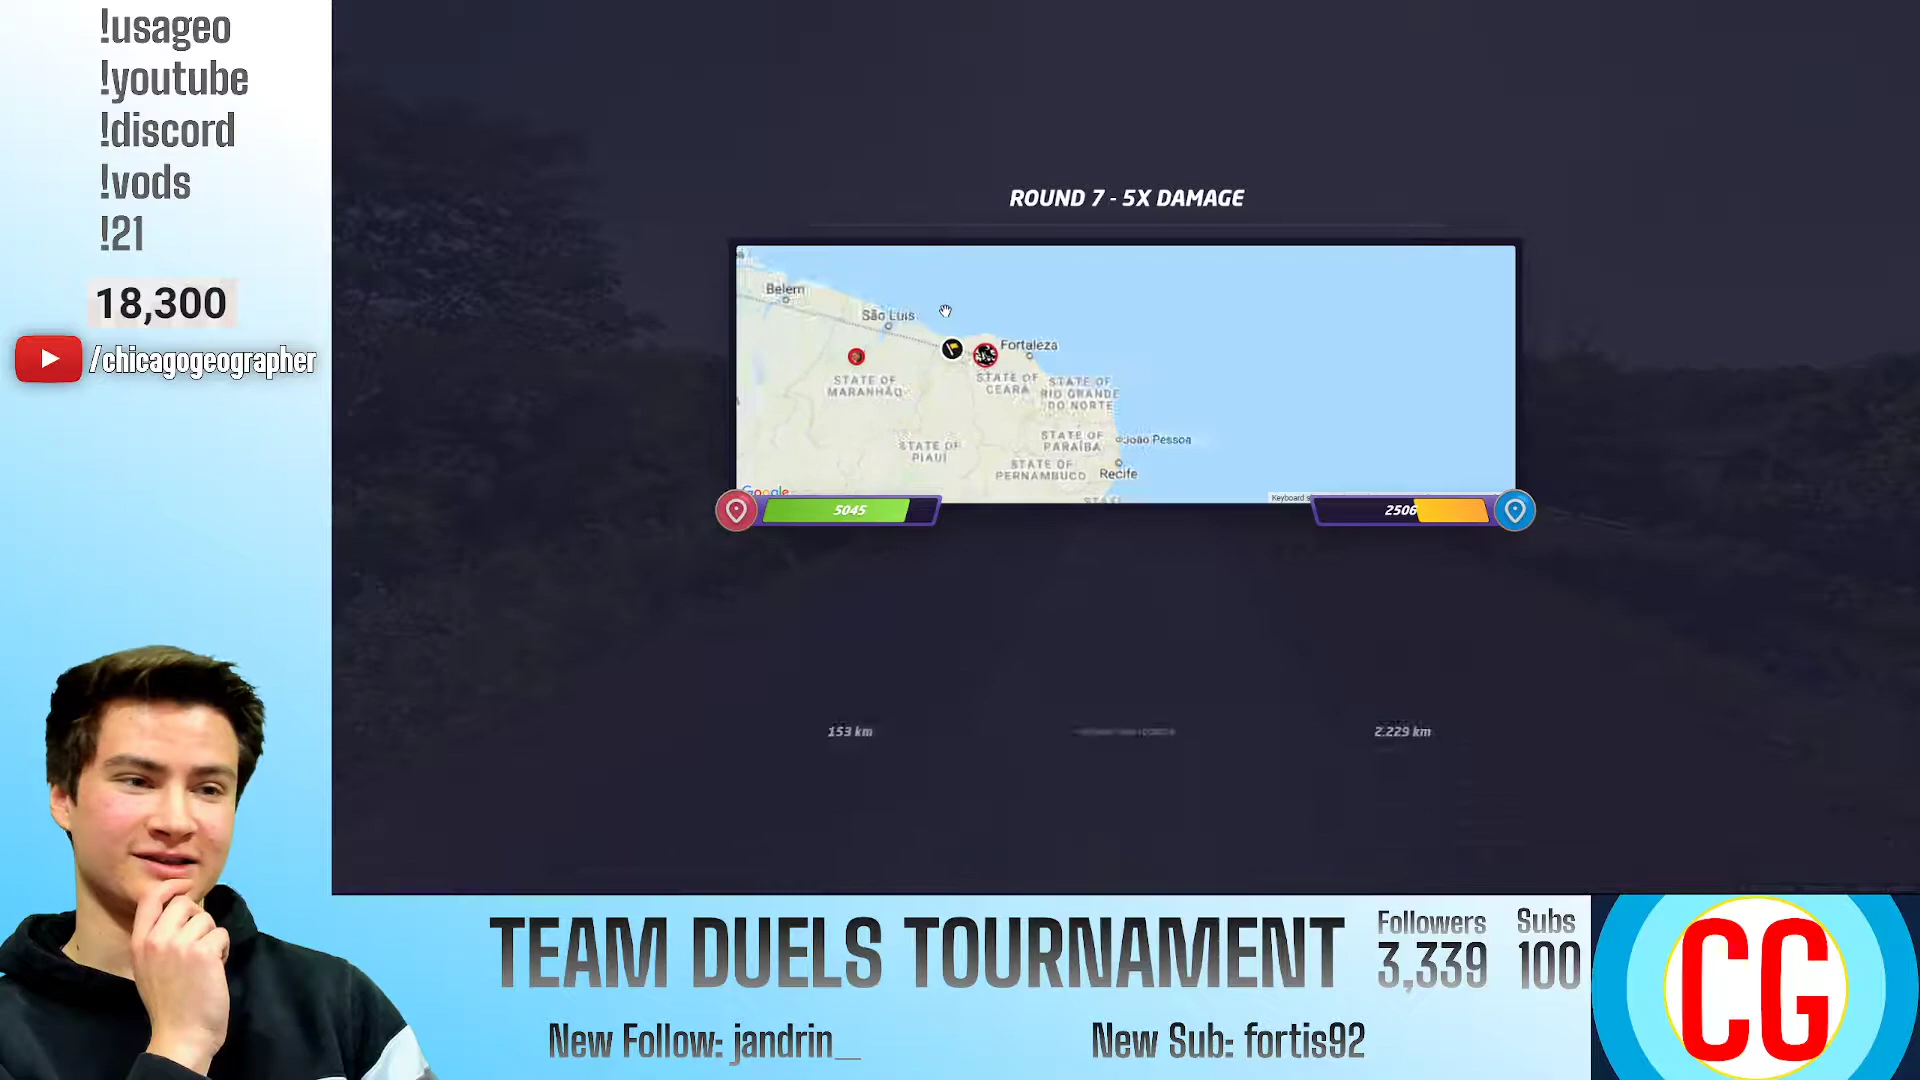 !usageo
!youtube
!discord
!vods
!21
18,300
/chicagogeographer
ROUND 7 - 5X DAMAGE
Belem
São Luís
Fortaleza
STATE OF
MARANHÃO
STATE OF
CEARÁ
STATE OF
RIO GRANDE
DO NORTE
STATE OF
PIAUÍ
STATE OF
PARAÍBA
João Pessoa
STATE OF
PERNAMBUCO
Recife
Google
Keyboard
5045
2506
153 km
2.229 km
TEAM DUELS TOURNAMENT
Followers
3,339
Subs
100
New Follow: jandrin_
New Sub: fortis92
CG